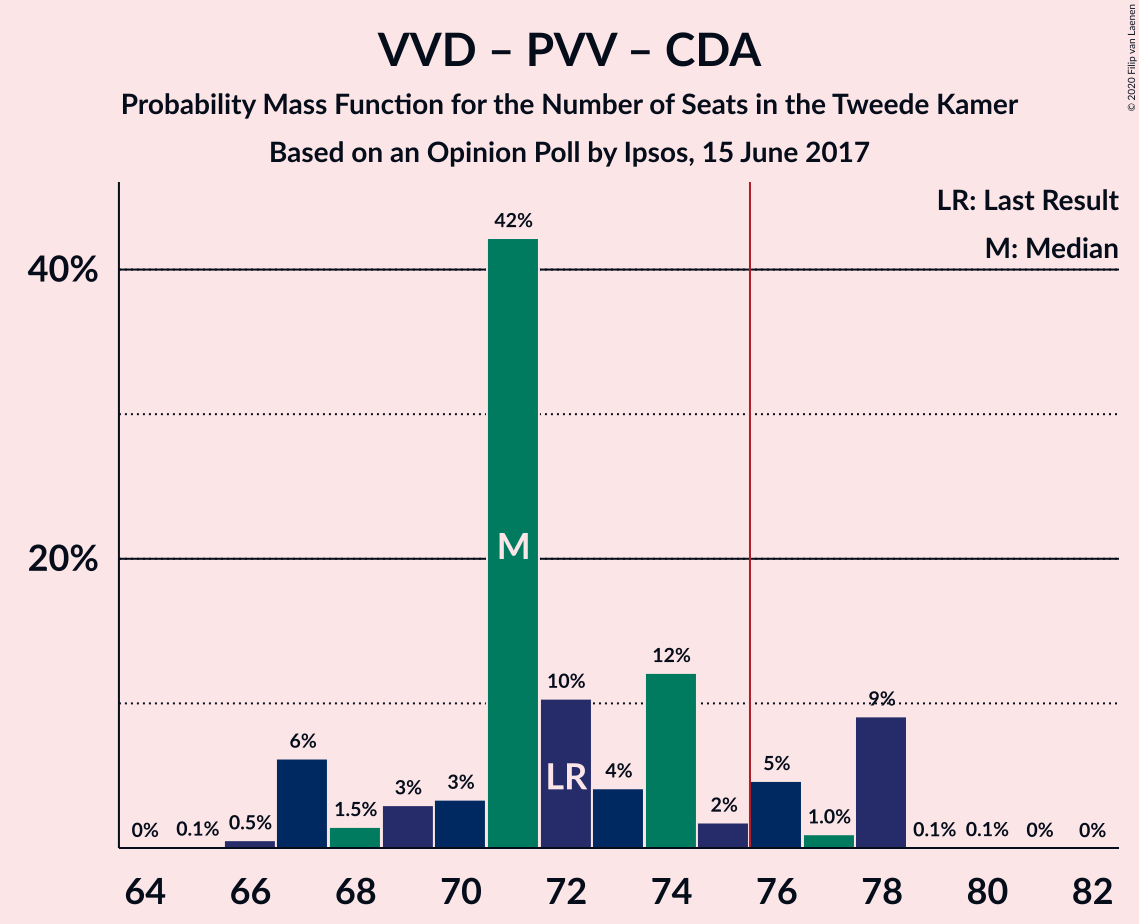 VVD – PVV – CDA
Probability Mass Function for the Number of Seats in the Tweede Kamer
Based on an Opinion Poll by Ipsos, 15 June 2017
© 2020 Filip van Laenen
LR: Last Result
M: Median
40%
20%
0%
0.1%
0.5%
6%
1.5%
3%
3%
42%
10%
4%
12%
2%
5%
1.0%
9%
0.1%
0.1%
0%
0%
M
LR
64 66 68 70 72 74 76 78 80 82